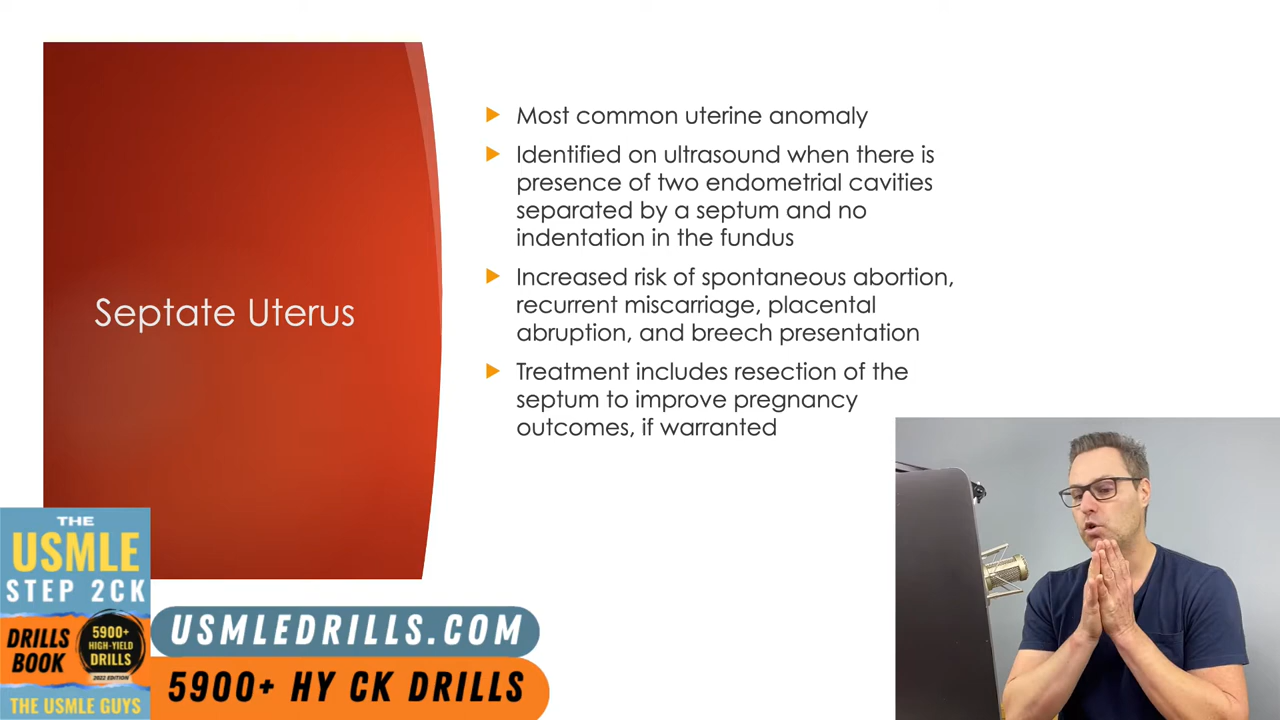 Septate Uterus
Most common uterine anomaly
Identified on ultrasound when there is
presence of two endometrial cavities
separated by a septum and no
indentation in the fundus
Increased risk of spontaneous abortion,
recurrent miscarriage, placental
abruption, and breech presentation
Treatment includes resection of the
septum to improve pregnancy
outcomes, if warranted
THE
USMLE
STEP 2CK
DRILLS
BOOK
5900+
HIGH-YIELD
DRILLS
2022 EDITION
THE USMLE GUYS
USMLEDRILLS.COM
5900+ HY CK DRILLS